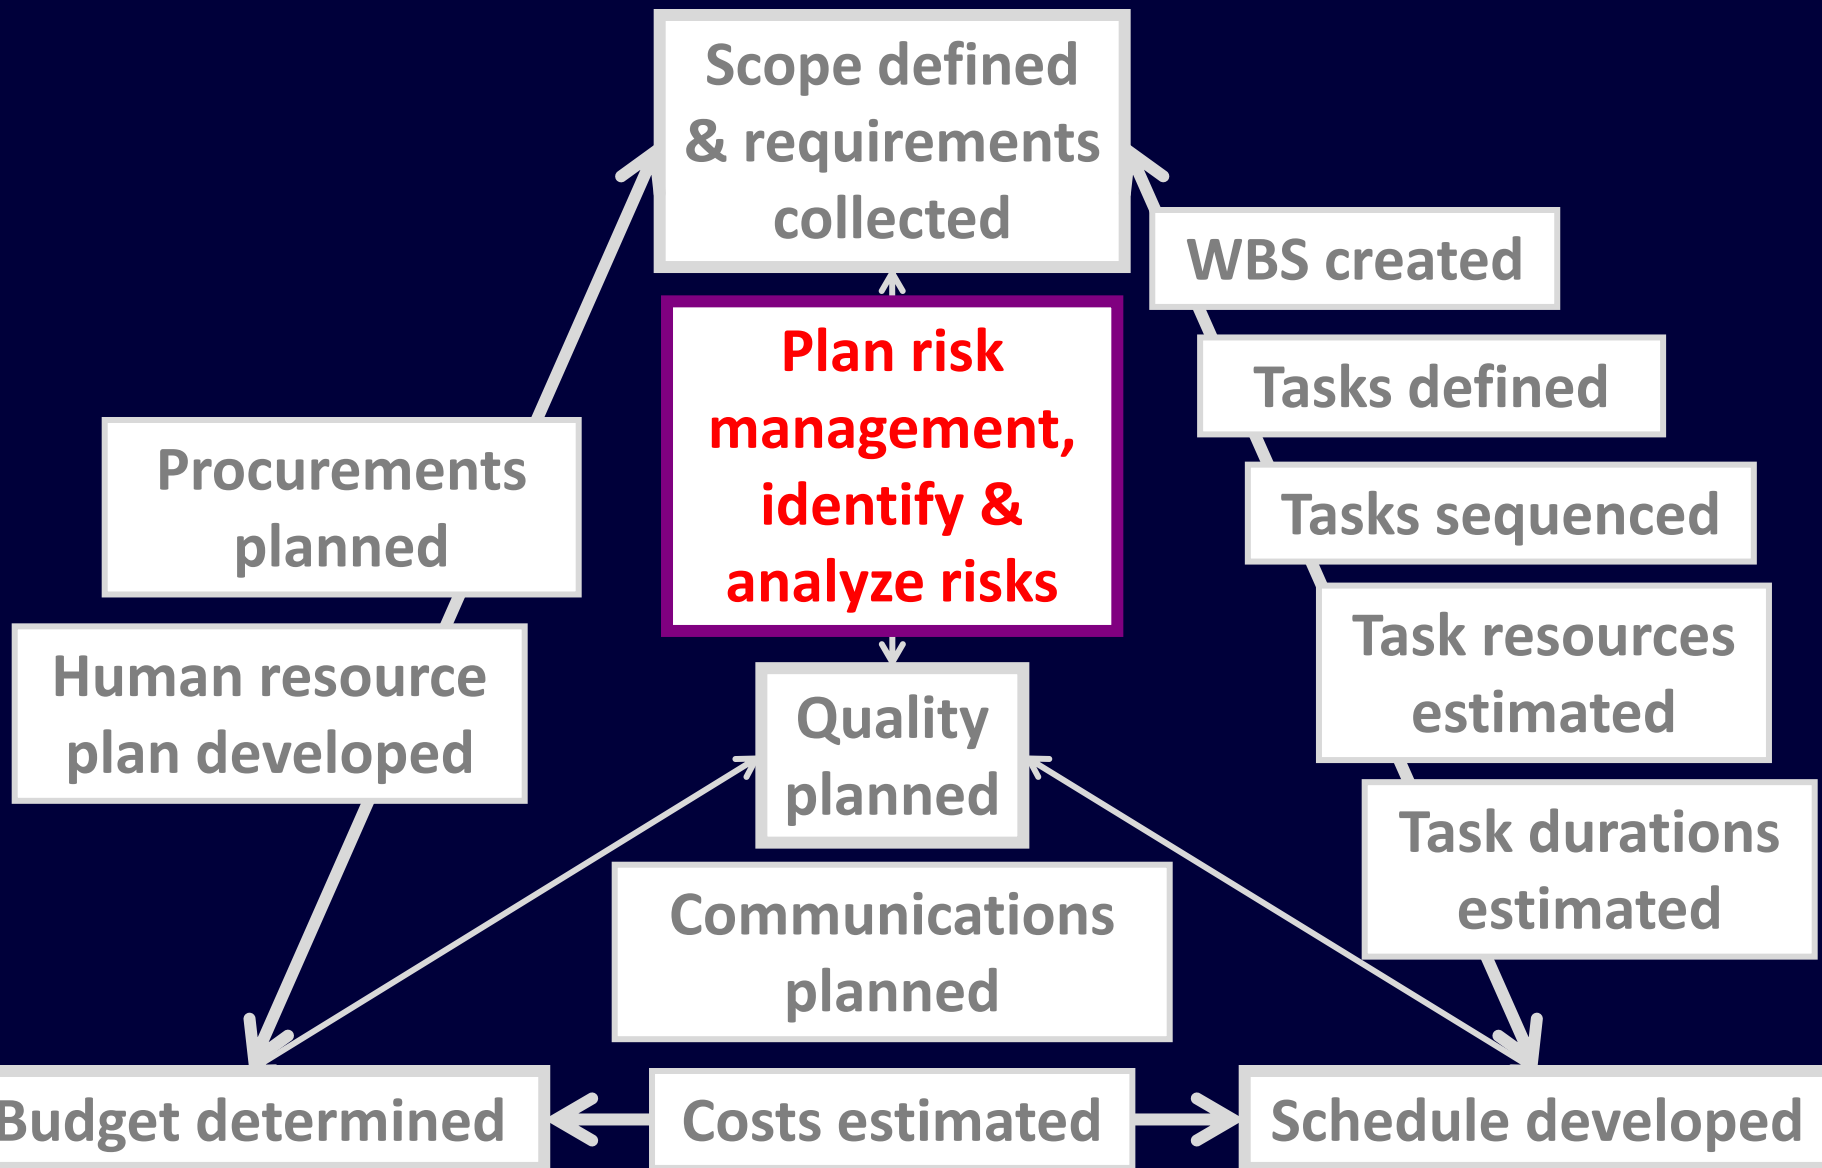 Scope defined
& requirements
collected
WBS created
Plan risk
management,
identify &
analyze risks
Tasks defined
Procurements
planned
Tasks sequenced
Human resource
plan developed
Task resources
estimated
Quality
planned
Task durations
estimated
Communications
planned
Budget determined
Costs estimated
Schedule developed